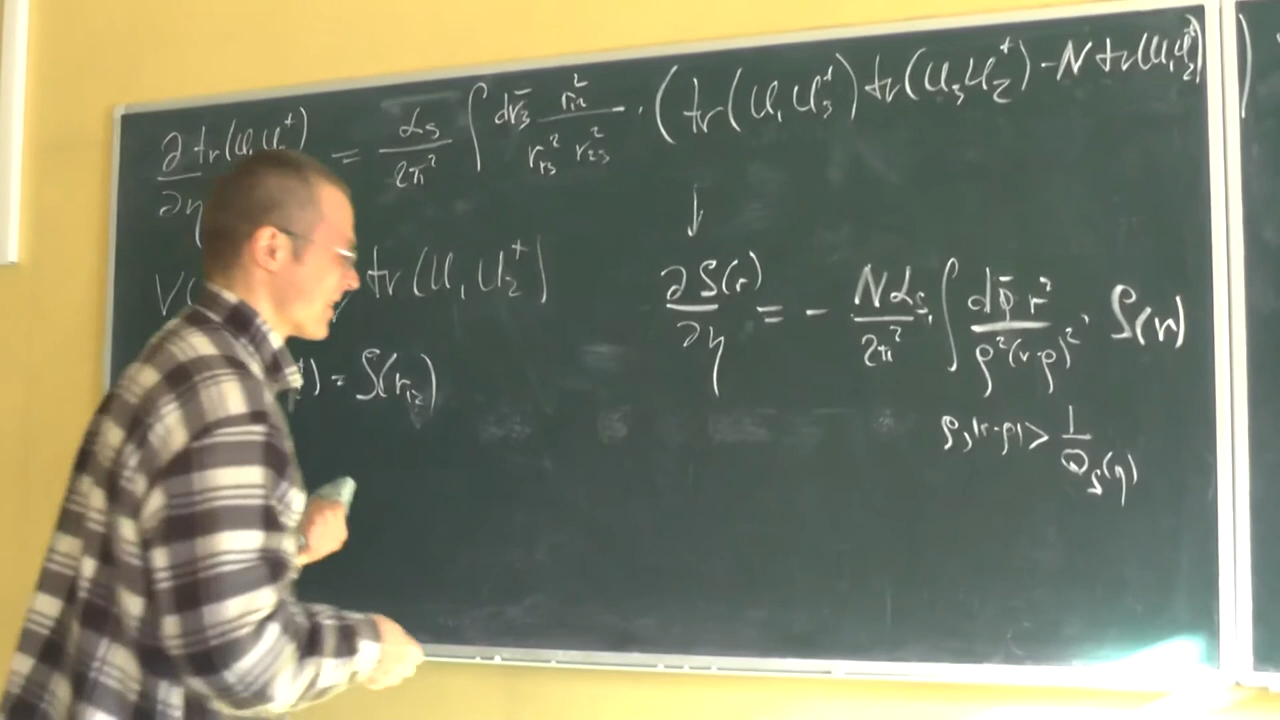 ∂ tr(U₁U₂⁺) / ∂η = αs / 2π² ∫ dr̄₃ r₁₂² / r₁₃² r₂₃² · (tr(U₁U₃⁺) tr(U₃U₂⁺) - N tr(U₁U₂⁺))
↓
tr(U₁U₂⁺)
∂S(r) / ∂η = - Nαs / 2π² ∫ dρ̄ r² / ρ²(r-ρ)² · S(r)
) = S(r₁₂)
ρ, |r-ρ| > 1 / Qs(η)